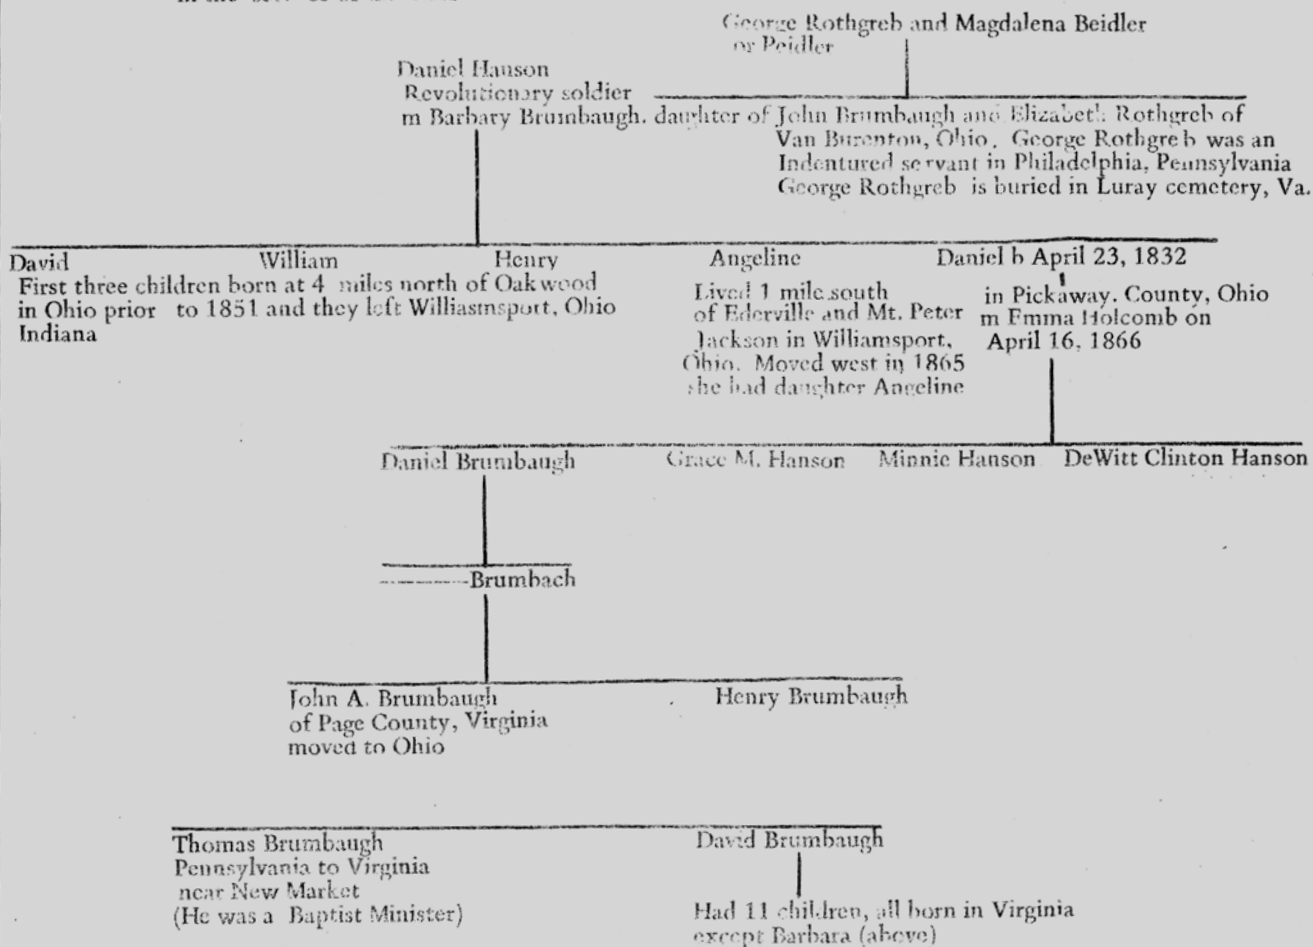 George Rothgreb and Magdalena Beidler
or Peidler
Daniel Hanson
Revolutionary soldier
m Barbary Brumbaugh, daughter of John Brumbaugh and Elizabeth Rothgreb of
Van Burenton, Ohio. George Rothgreb was an
Indentured servant in Philadelphia, Pennsylvania
George Rothgreb is buried in Luray cemetery, Va.
David William Henry Angeline Daniel b April 23, 1832
First three children born at 4 miles north of Oakwood
in Ohio prior to 1851 and they left Williastnsport, Ohio
Indiana
Lived 1 mile south
of Ederville and Mt. Peter
Jackson in Williamsport,
Ohio. Moved west in 1865
she had daughter Angeline
in Pickaway. County, Ohio
m Emma Holcomb on
April 16, 1866
Daniel Brumbaugh Grace M. Hanson Minnie Hanson DeWitt Clinton Hanson
----------Brumbach
John A. Brumbaugh Henry Brumbaugh
of Page County, Virginia
moved to Ohio
Thomas Brumbaugh David Brumbaugh
Pennsylvania to Virginia
near New Market
(He was a Baptist Minister)
Had 11 children, all born in Virginia
except Barbara (above)